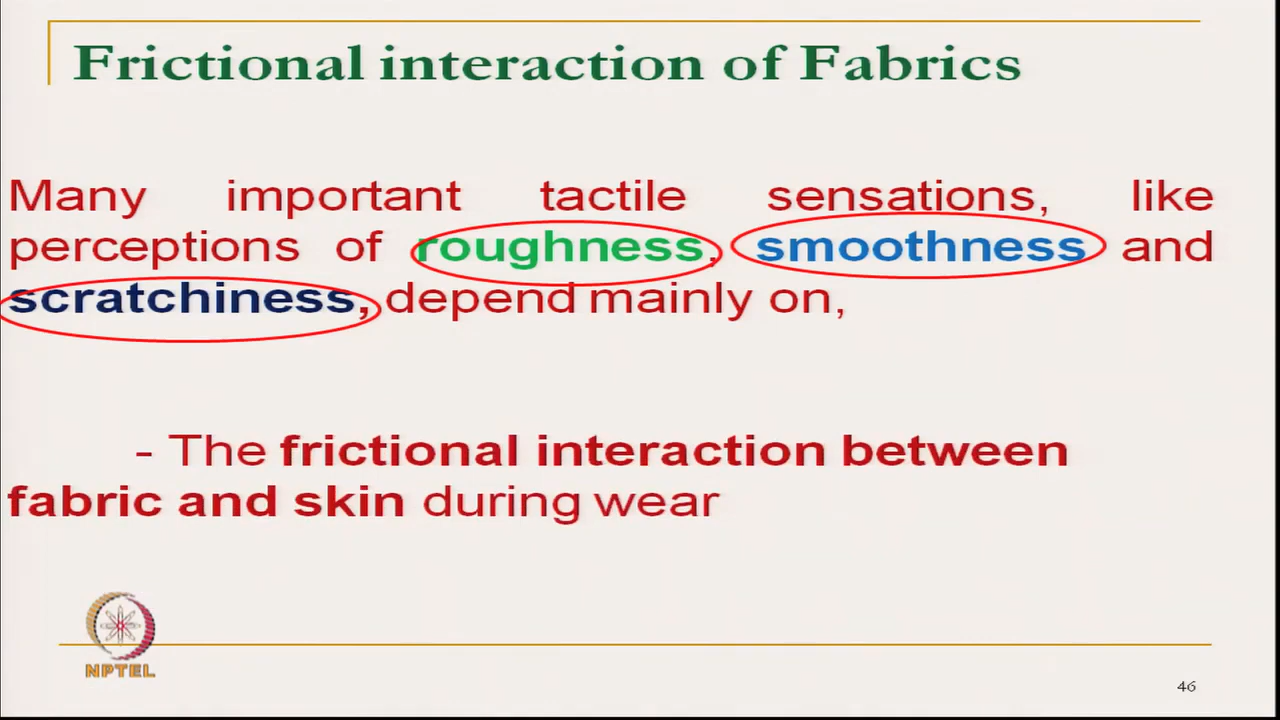 Frictional interaction of Fabrics
Many important tactile sensations, like
perceptions of roughness, smoothness and
scratchiness, depend mainly on,
- The frictional interaction between
fabric and skin during wear
NPTEL
46